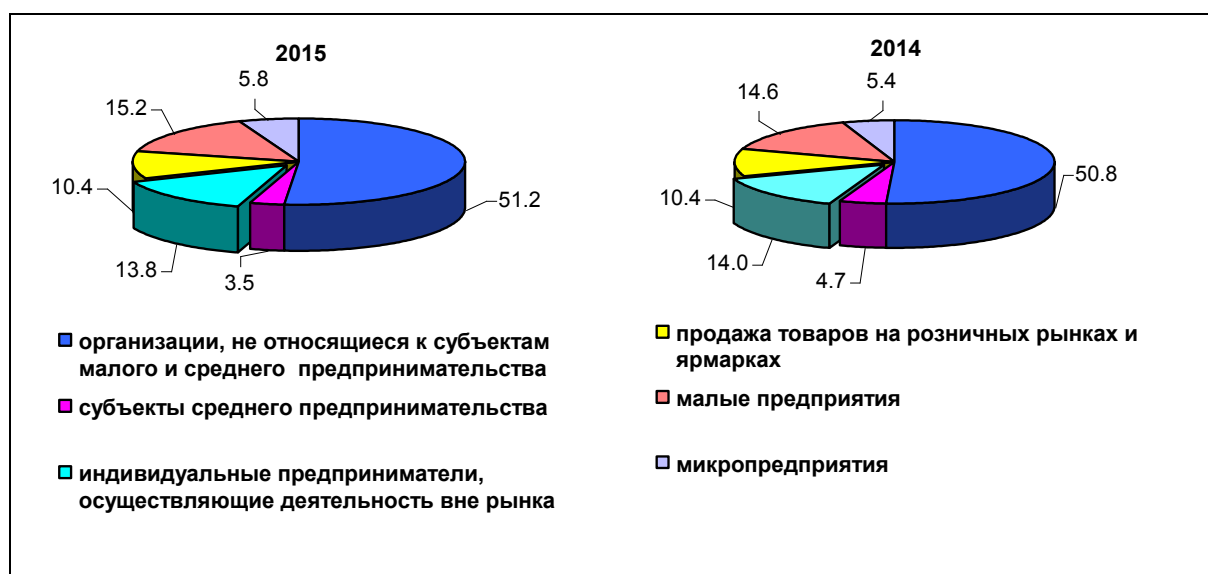 2015
5.8
15.2
10.4
13.8
3.5
51.2
2014
5.4
14.6
10.4
14.0
4.7
50.8
организации, не относящиеся к субъектам
малого и среднего предпринимательства
субъекты среднего предпринимательства
индивидуальные предприниматели,
осуществляющие деятельность вне рынка
продажа товаров на розничных рынках и
ярмарках
малые предприятия
микропредприятия